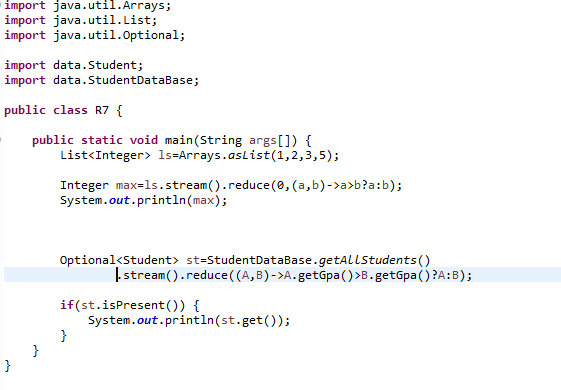 import java.util.Arrays;
import java.util.List;
import java.util.Optional;
import data.Student;
import data.StudentDataBase;
public class R7 {
public static void main(String args[]) {
List<Integer> ls=Arrays.asList(1,2,3,5);
Integer max=ls.stream().reduce(0,(a,b)->a>b?a:b);
System.out.println(max);
Optional<Student> st=StudentDataBase.getAllStudents()
.stream().reduce((A,B)->A.getGpa()>B.getGpa()?A:B);
if(st.isPresent()) {
System.out.println(st.get());
}
}
}